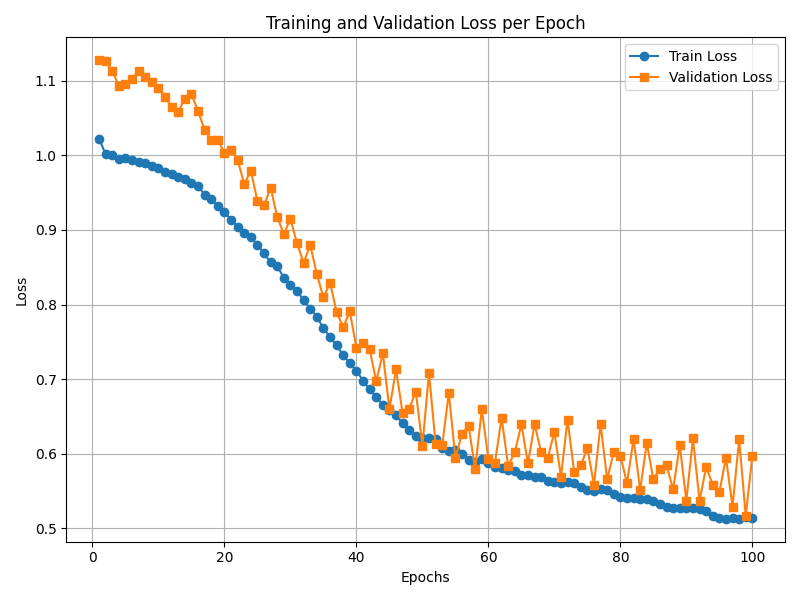 Training and Validation Loss per Epoch
Train Loss
Validation Loss
Loss
1.1
1.0
0.9
0.8
0.7
0.6
0.5
0 20 40 60 80 100
Epochs